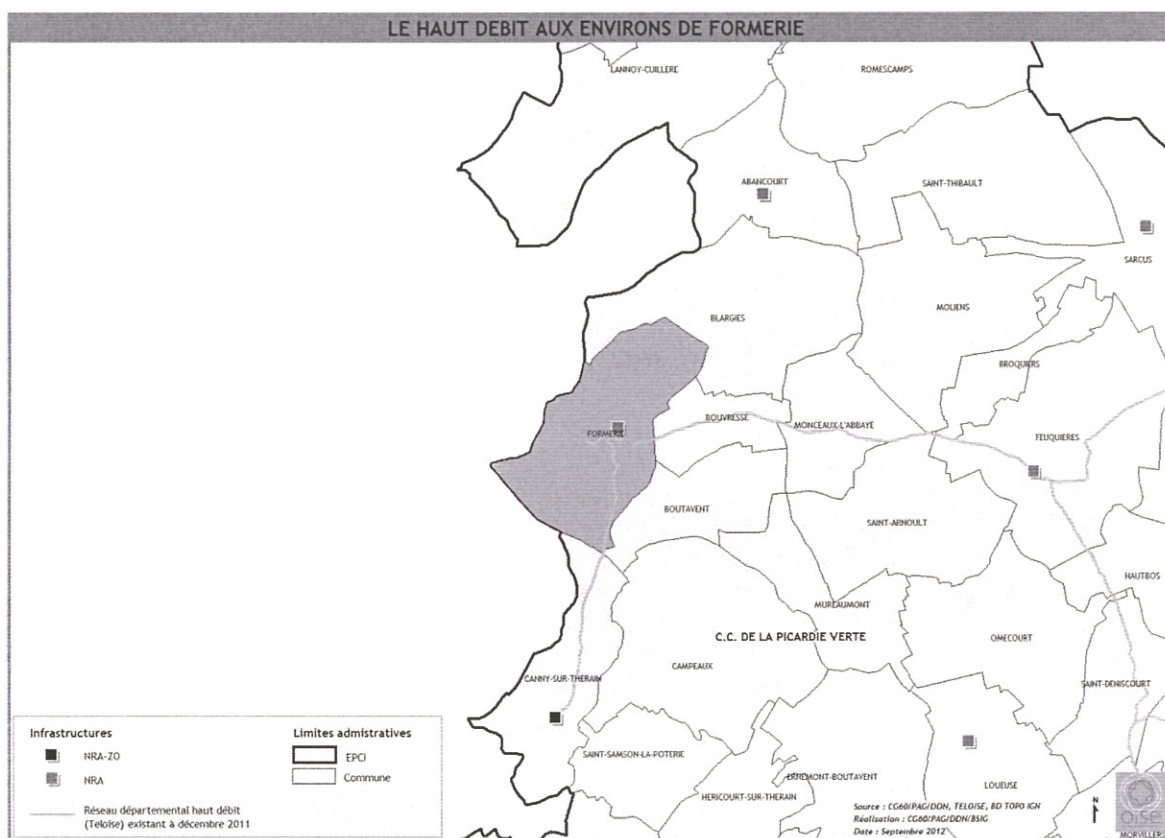 LE HAUT DEBIT AUX ENVIRONS DE FORMERIE
LANNOY-CUILLERE
ROMESCAMPS
ABANCOURT
SAINT-THIBAULT
SARCUS
BLARGIES
MOLIENS
BROQUIERS
BOUVRESSE
MONCEAUX-L'ABBAYE
FORMERIE
FEUQUIERES
BOUTAVENT
SAINT-ARNOULT
HAUTBOS
MUREAUMONT
C.C. DE LA PICARDIE VERTE
OMECOURT
CAMPEAUX
CANNY-SUR-THERAIN
SAINT-DENISCOURT
SAINT-SAMSON-LA-POTERIE
ERNEMONT-BOUTAVENT
LOUEUSE
HERICOURT-SUR-THERAIN
Infrastructures
NRA-ZO
NRA
Réseau départemental haut débit
(Teloise) existant à décembre 2011
Limites admistratives
EPCI
Commune
Source : CG60/PAG/DDN, TELOISE, BD TOPO IGN
Réalisation : CG60/PAG/DDN/BSIG
Date : Septembre 2012
N
oise
MORVILLERS